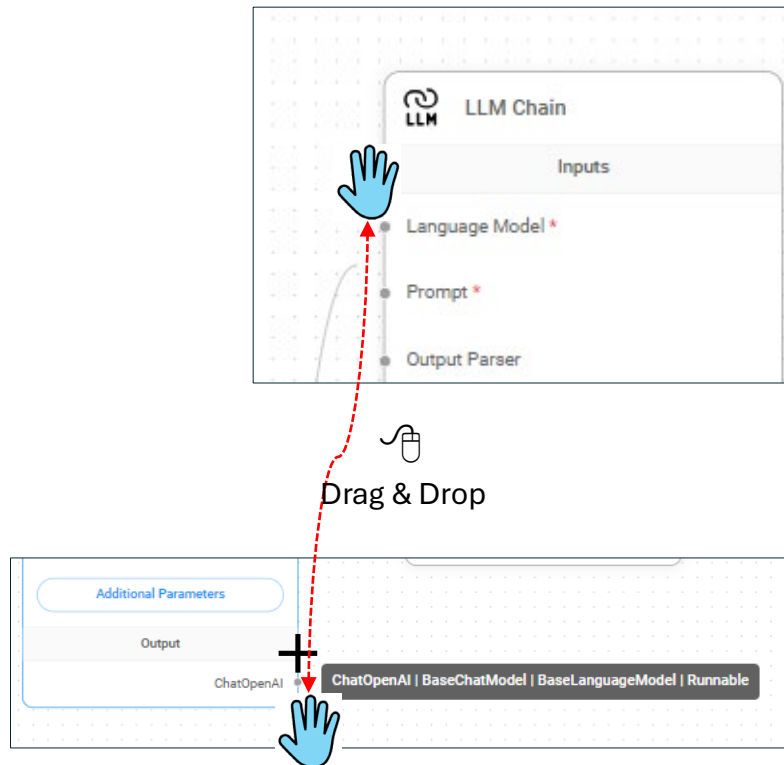 LLM
LLM Chain
Inputs
Language Model *
Prompt *
Output Parser
Drag & Drop
Additional Parameters
Output
ChatOpenAI
ChatOpenAI | BaseChatModel | BaseLanguageModel | Runnable